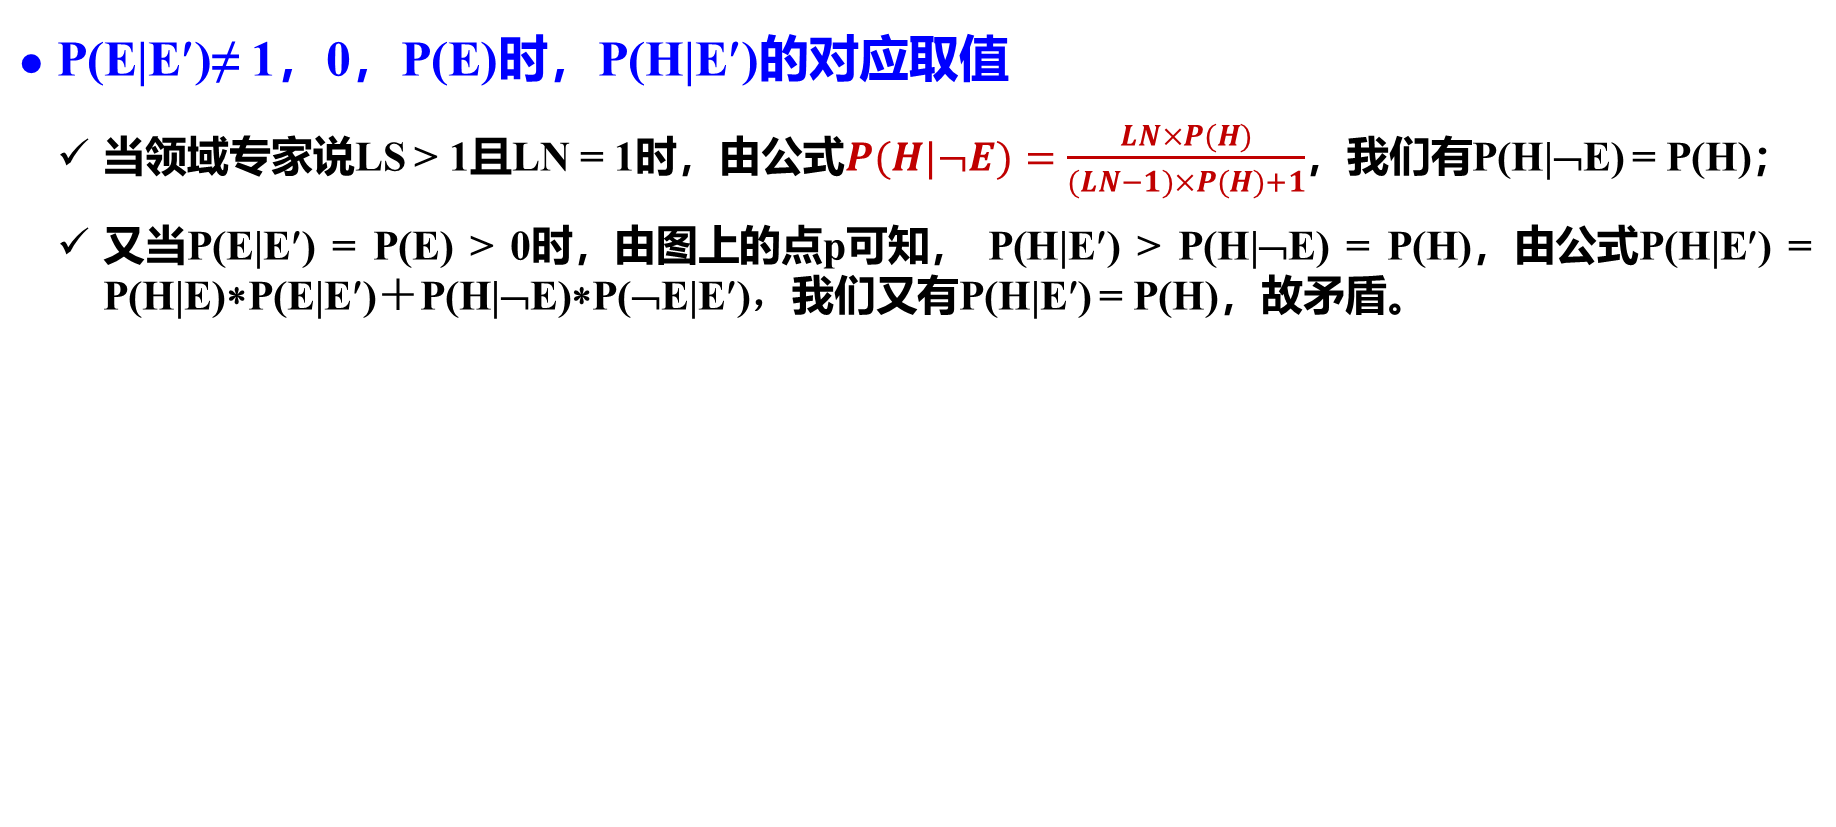 ● P(E|E′)≠ 1，0，P(E)时，P(H|E′)的对应取值
✓ 当领域专家说LS > 1且LN = 1时，由公式P(H|¬E) = \frac{LN×P(H)}{(LN−1)×P(H)+1}，我们有P(H|¬E) = P(H)；
✓ 又当P(E|E′) = P(E) > 0时，由图上的点p可知， P(H|E′) > P(H|¬E) = P(H)，由公式P(H|E′) =
P(H|E)*P(E|E′)＋P(H|¬E)*P(¬E|E′)，我们又有P(H|E′) = P(H)，故矛盾。